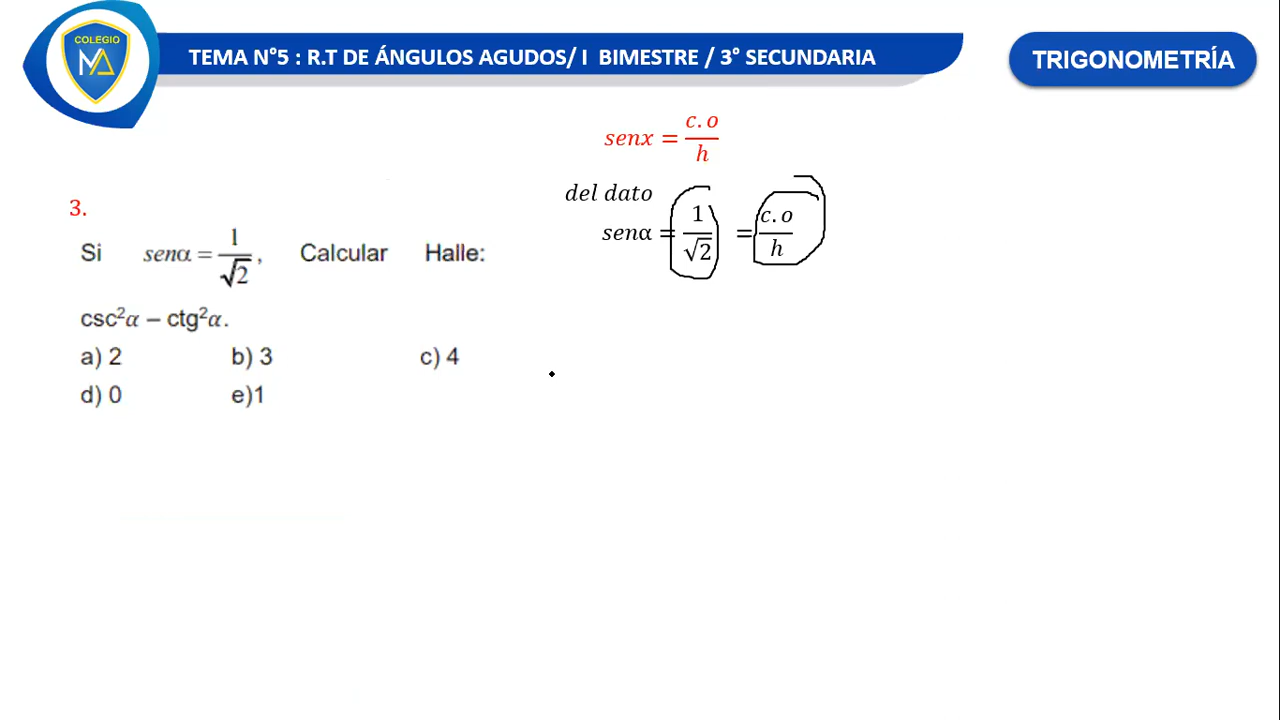 COLEGIO
MA
TEMA N°5 : R.T DE ÁNGULOS AGUDOS/ I BIMESTRE / 3° SECUNDARIA
TRIGONOMETRÍA
senx = c.o/h
del dato
senα = 1/√2 = c.o/h
3.
Si senα = 1/√2, Calcular Halle:
csc²α – ctg²α.
a) 2 b) 3 c) 4
d) 0 e)1